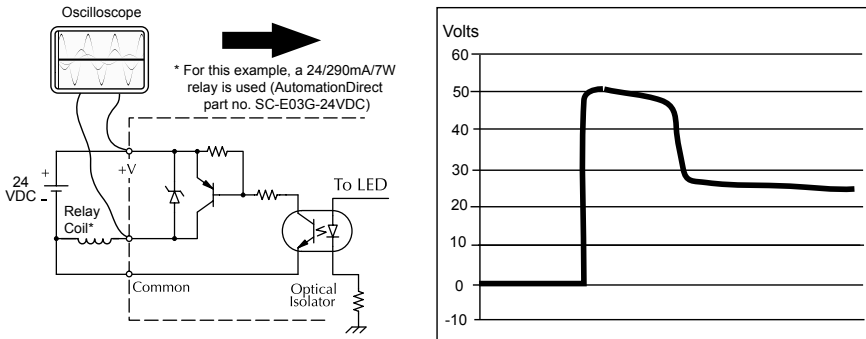 Oscilloscope
* For this example, a 24/290mA/7W
relay is used (AutomationDirect
part no. SC-E03G-24VDC)
+V
+
24
VDC -
To LED
Relay
Coil*
Common
Optical
Isolator
Volts
60
50
40
30
20
10
0
-10